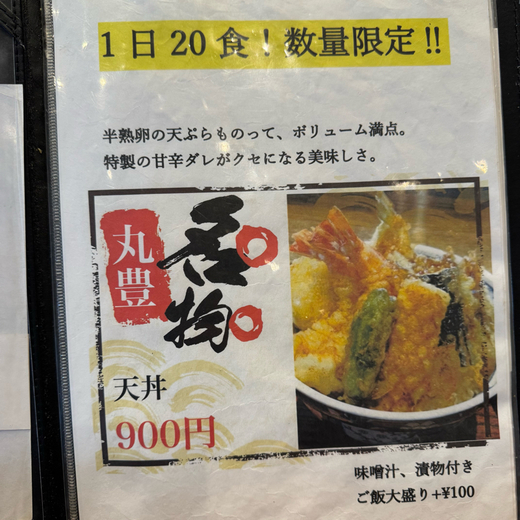 1日20食！数量限定!!
半熟卵の天ぷらものって、ボリューム満点。
特製の甘辛ダレがクセになる美味しさ。
丸豊
名物
天丼
900円
味噌汁、漬物付き
ご飯大盛り+¥100